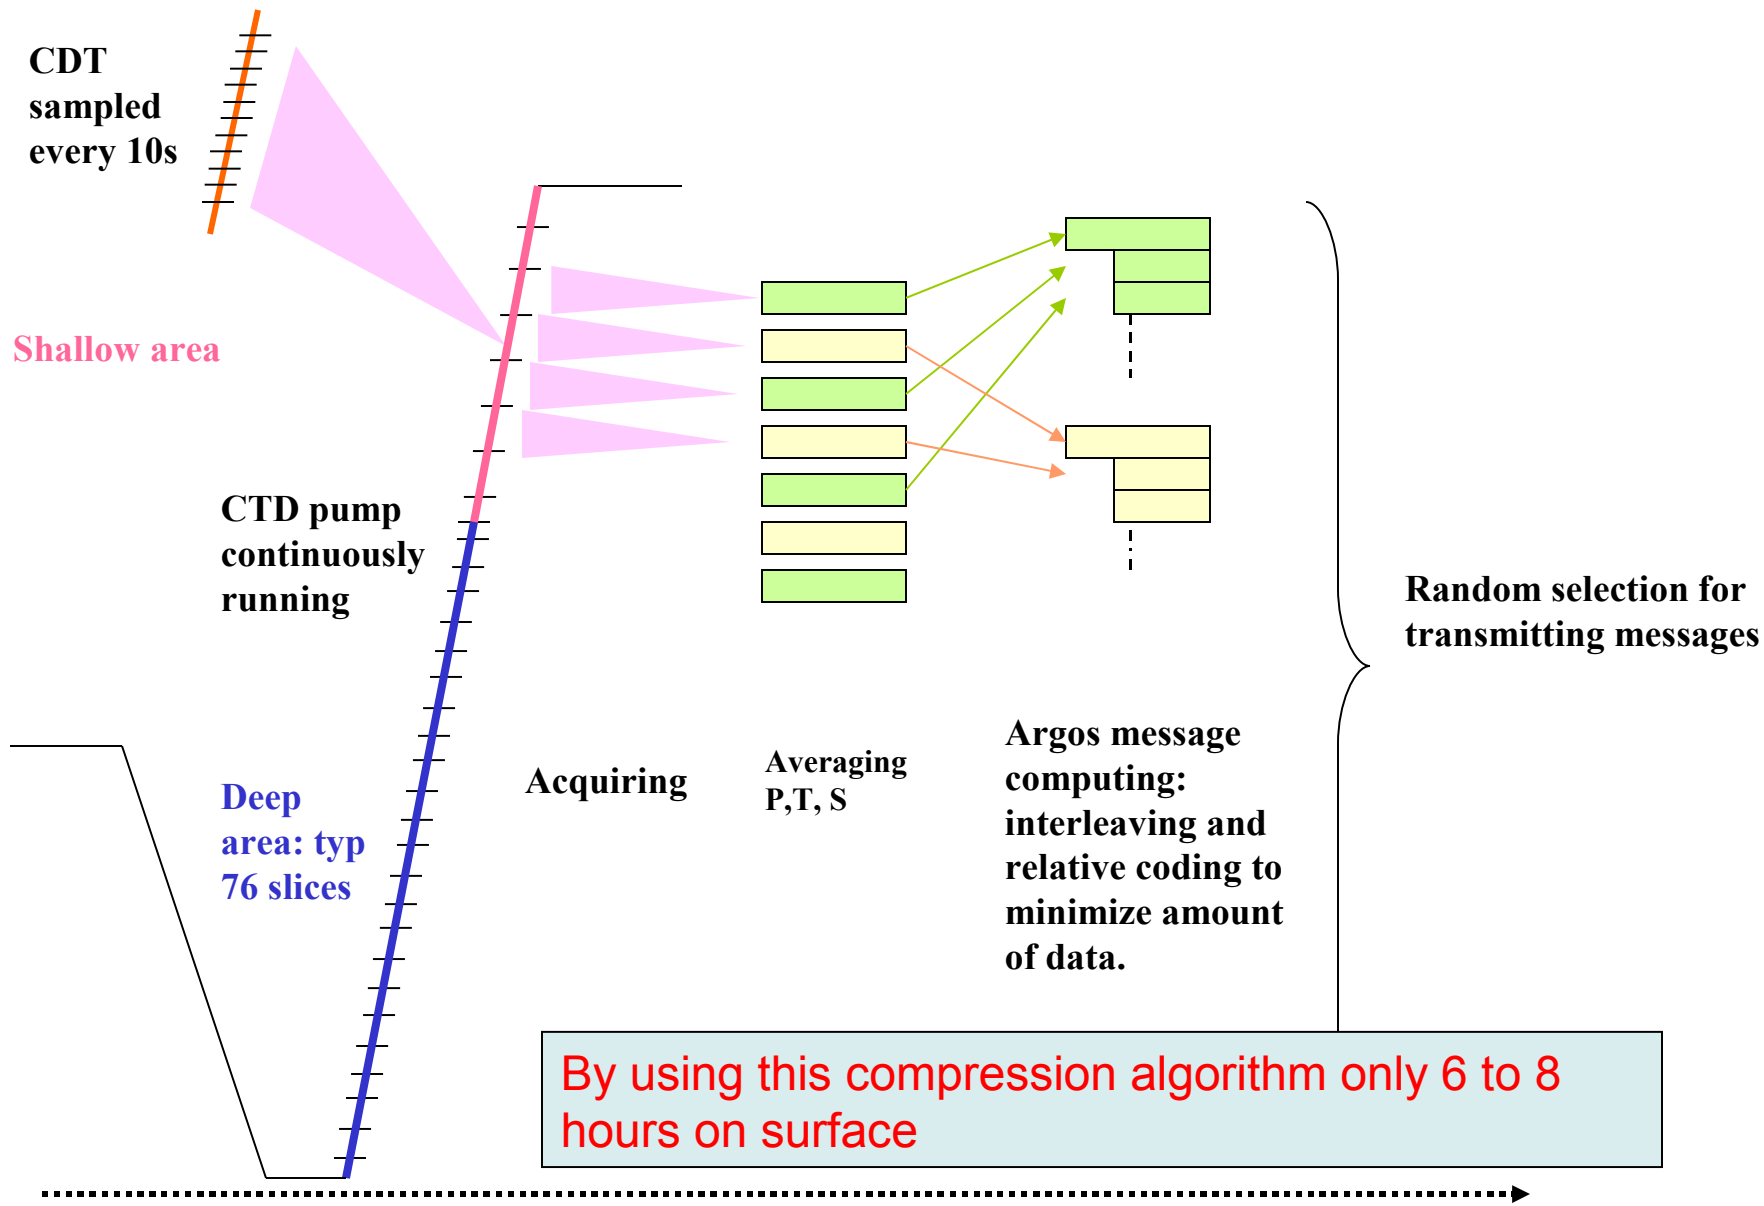 CDT
sampled
every 10s
Shallow area
CTD pump
continuously
running
Random selection for
transmitting messages
Deep
area: typ
76 slices
Acquiring
Averaging
P,T, S
Argos message
computing:
interleaving and
relative coding to
minimize amount
of data.
By using this compression algorithm only 6 to 8
hours on surface